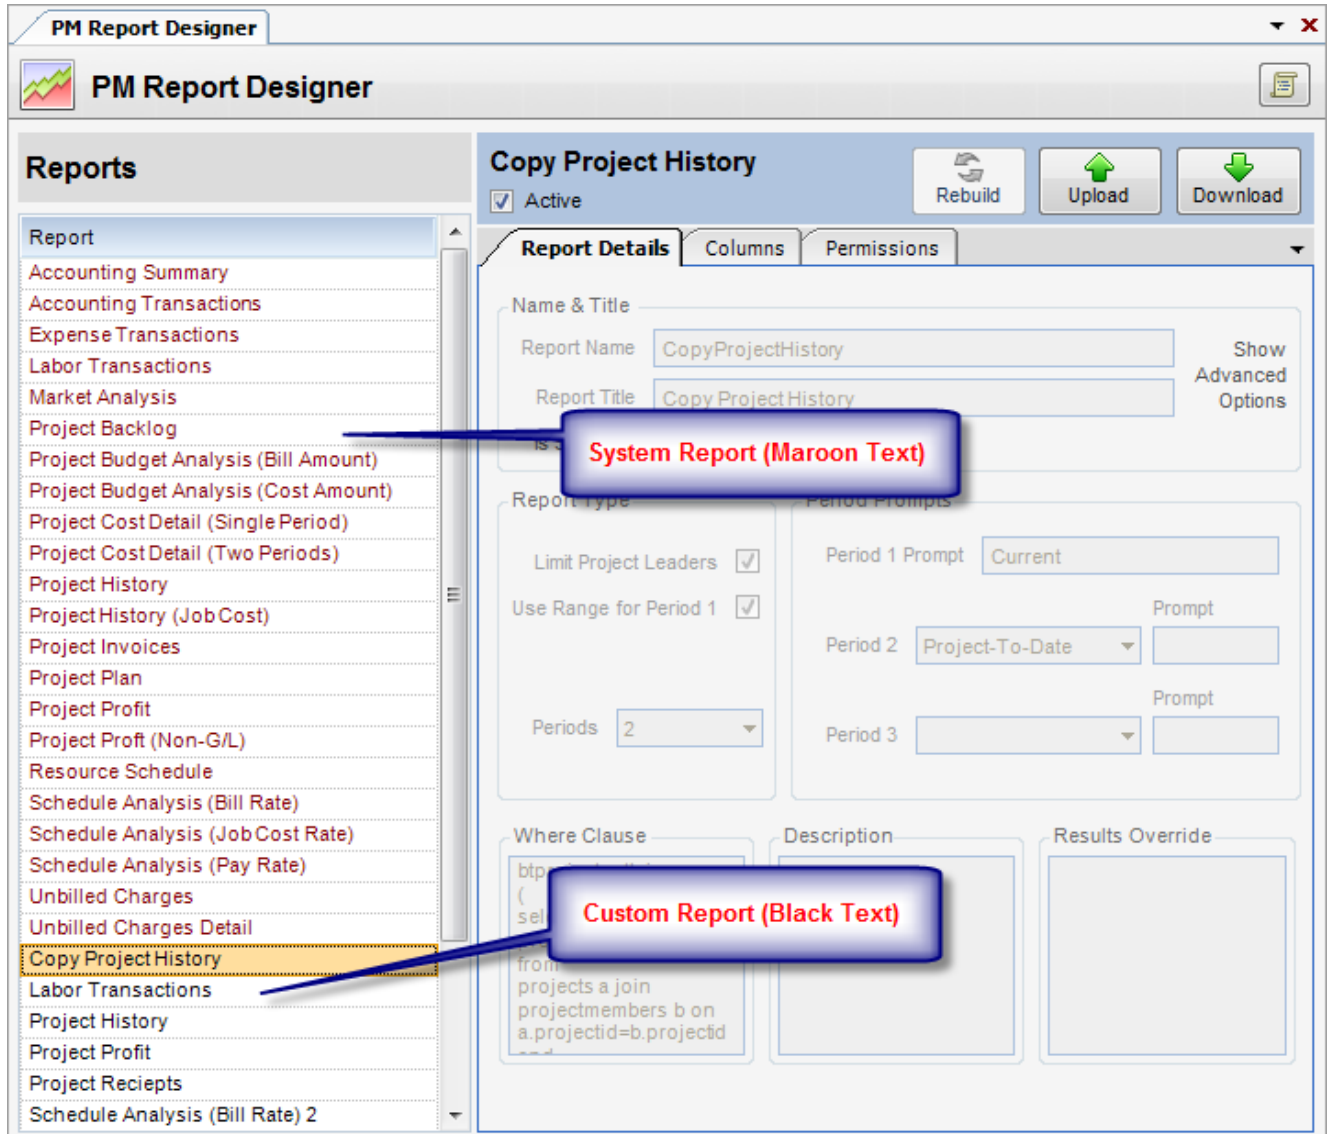 PM Report Designer
PM Report Designer
Reports
Report
Accounting Summary
Accounting Transactions
Expense Transactions
Labor Transactions
Market Analysis
Project Backlog
Project Budget Analysis (Bill Amount)
Project Budget Analysis (Cost Amount)
Project Cost Detail (Single Period)
Project Cost Detail (Two Periods)
Project History
Project History (Job Cost)
Project Invoices
Project Plan
Project Profit
Project Proft (Non-G/L)
Resource Schedule
Schedule Analysis (Bill Rate)
Schedule Analysis (Job Cost Rate)
Schedule Analysis (Pay Rate)
Unbilled Charges
Unbilled Charges Detail
Copy Project History
Labor Transactions
Project History
Project Profit
Project Reciepts
Schedule Analysis (Bill Rate) 2
Copy Project History
Active
Rebuild
Upload
Download
Report Details
Columns
Permissions
Name & Title
Report Name
CopyProjectHistory
Show
Advanced
Options
Report Title
Copy Project History
System Report (Maroon Text)
Report Type
Limit Project Leaders
Use Range for Period 1
Periods
2
Period Prompts
Period 1 Prompt
Current
Prompt
Period 2
Project-To-Date
Prompt
Period 3
Where Clause
(
from
projects a join
projectmembers b on
a.projectid=b.projectid
Custom Report (Black Text)
Description
Results Override